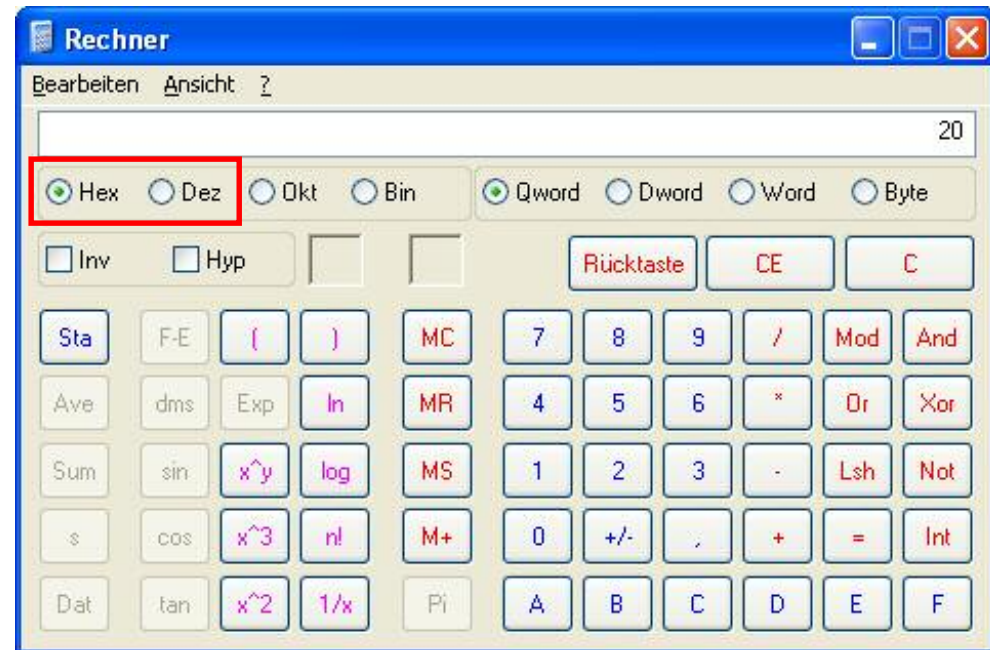 Rechner
Bearbeiten Ansicht ?
20
Hex Dez Okt Bin Qword Dword Word Byte
Inv Hyp Rücktaste CE C
Sta F-E ( ) MC 7 8 9 / Mod And
Ave dms Exp ln MR 4 5 6 * Or Xor
Sum sin x^y log MS 1 2 3 - Lsh Not
s cos x^3 n! M+ 0 +/- , + = Int
Dat tan x^2 1/x Pi A B C D E F